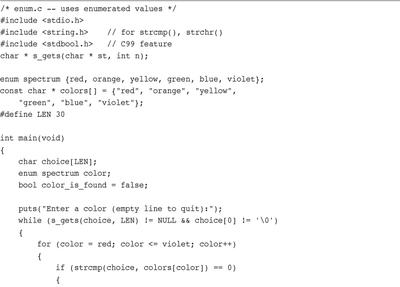 /* enum.c -- uses enumerated values */
#include <stdio.h>
#include <string.h>    // for strcmp(), strchr()
#include <stdbool.h>   // C99 feature
char * s_gets(char * st, int n);

enum spectrum {red, orange, yellow, green, blue, violet};
const char * colors[] = {"red", "orange", "yellow",
    "green", "blue", "violet"};
#define LEN 30

int main(void)
{
    char choice[LEN];
    enum spectrum color;
    bool color_is_found = false;

    puts("Enter a color (empty line to quit):");
    while (s_gets(choice, LEN) != NULL && choice[0] != '\0')
    {
        for (color = red; color <= violet; color++)
        {
            if (strcmp(choice, colors[color]) == 0)
            {